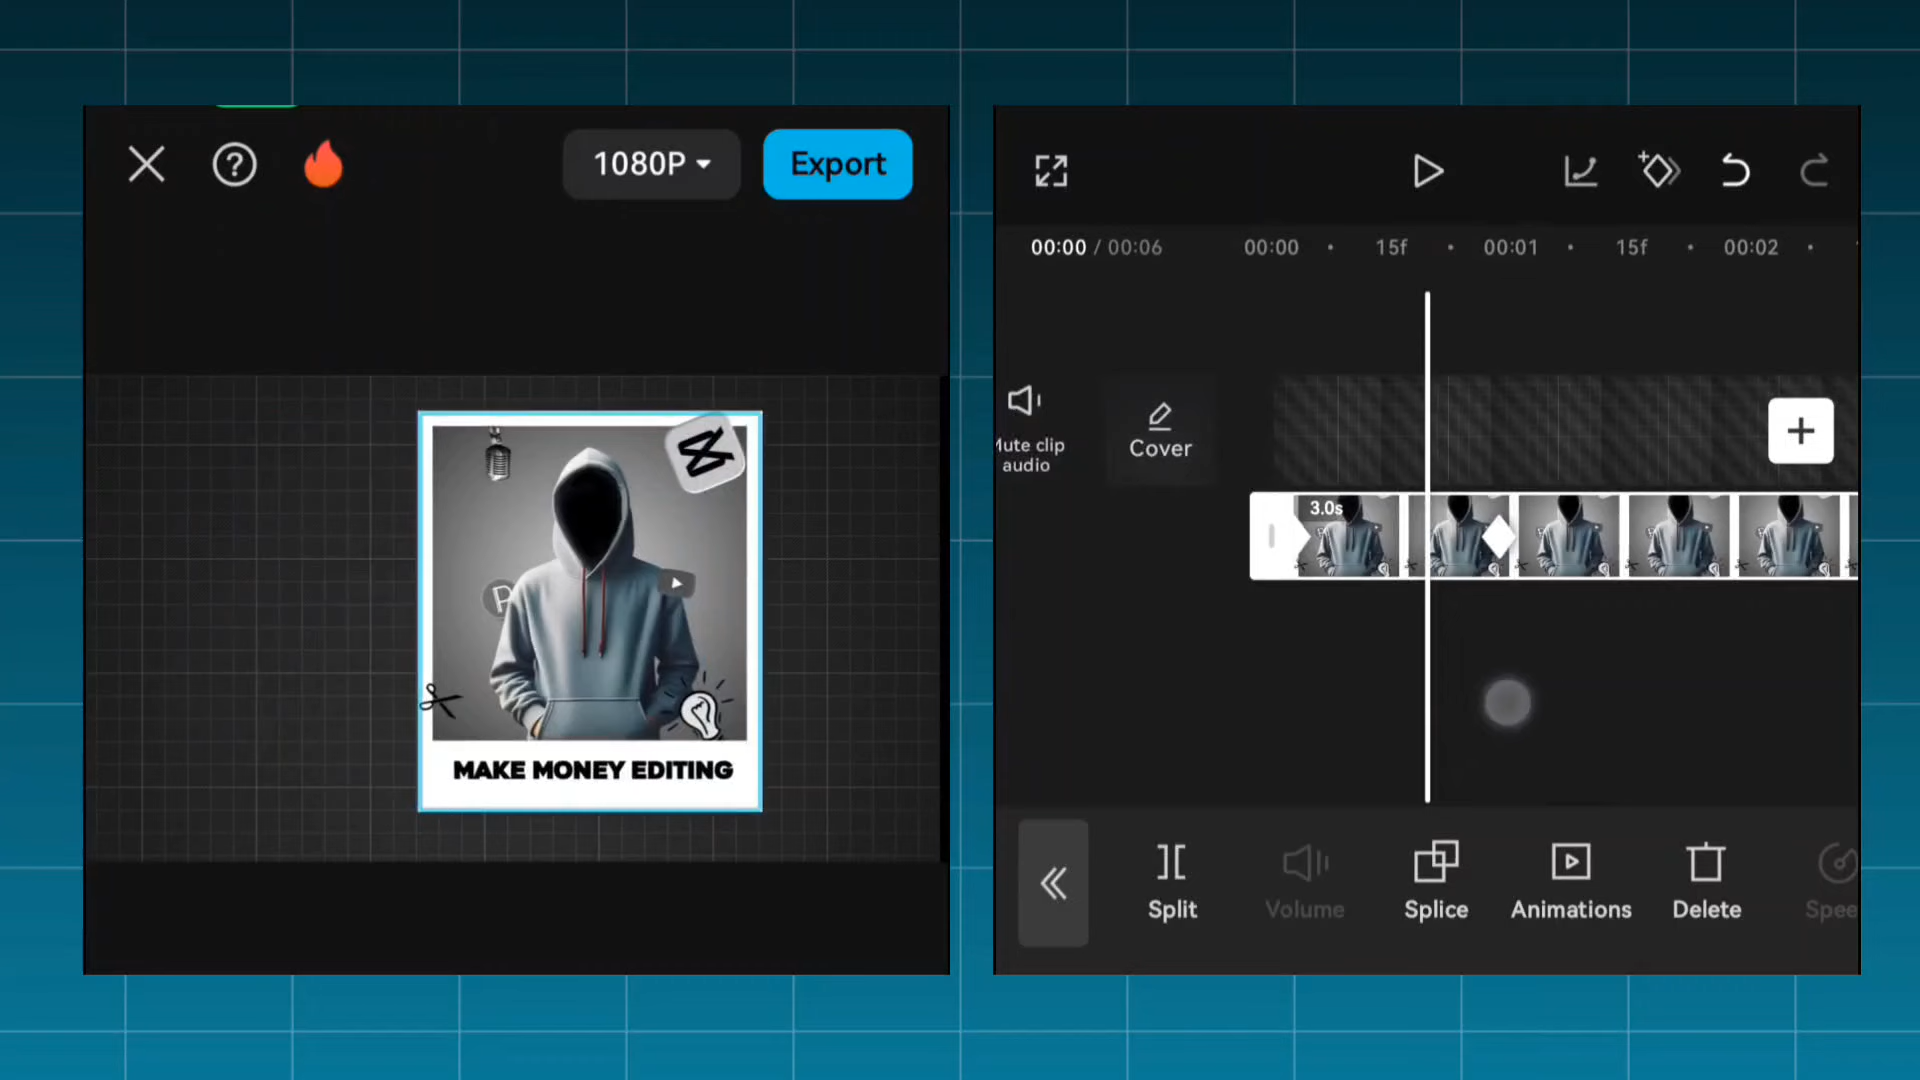 1080P
Export
P
MAKE MONEY EDITING
00:00 / 00:06
00:00 · 15f · 00:01 · 15f · 00:02 ·
Mute clip
audio
Cover
3.0s
Split
Volume
Splice
Animations
Delete
Spee